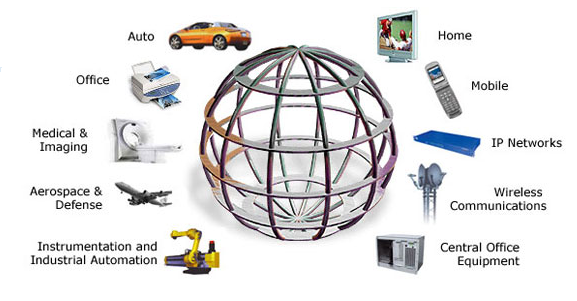 Auto
Home
Office
Mobile
Medical &
Imaging
IP Networks
Aerospace &
Defense
Wireless
Communications
Instrumentation and
Industrial Automation
Central Office
Equipment